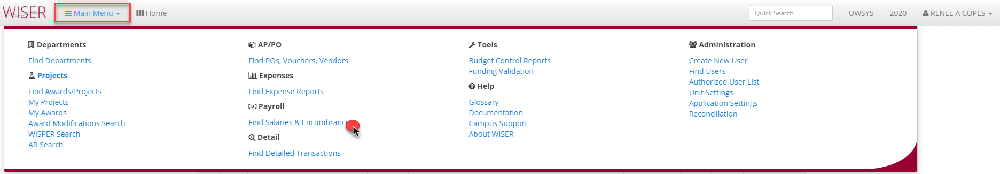 WISER Main Menu Home Quick Search UWSYS 2020 RENEE A COPES
Departments
Find Departments
Projects
Find Awards/Projects
My Projects
My Awards
Award Modifications Search
WISPER Search
AR Search
AP/PO
Find POs, Vouchers, Vendors
Expenses
Find Expense Reports
Payroll
Find Salaries & Encumbranc
Detail
Find Detailed Transactions
Tools
Budget Control Reports
Funding Validation
Help
Glossary
Documentation
Campus Support
About WISER
Administration
Create New User
Find Users
Authorized User List
Unit Settings
Application Settings
Reconciliation